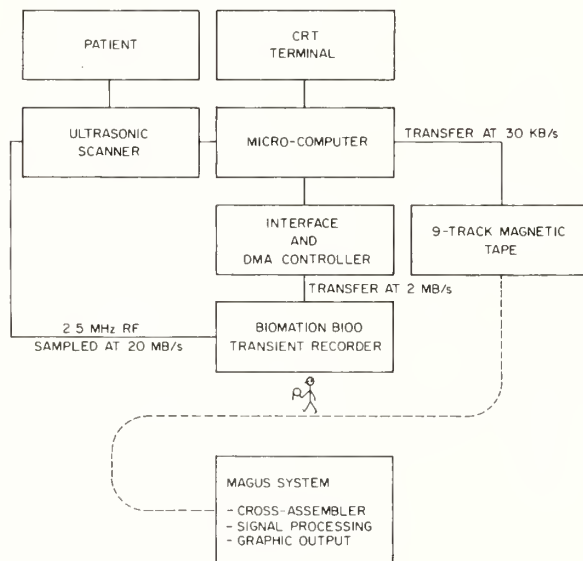 PATIENT
CRT
TERMINAL
ULTRASONIC
SCANNER
MICRO-COMPUTER
TRANSFER AT 30 KB/s
INTERFACE
AND
DMA CONTROLLER
9-TRACK MAGNETIC
TAPE
TRANSFER AT 2 MB/s
2 5 MHz RF
SAMPLED AT 20 MB/s
BIOMATION 8100
TRANSIENT RECORDER
MAGUS SYSTEM
- CROSS-ASSEMBLER
- SIGNAL PROCESSING
- GRAPHIC OUTPUT